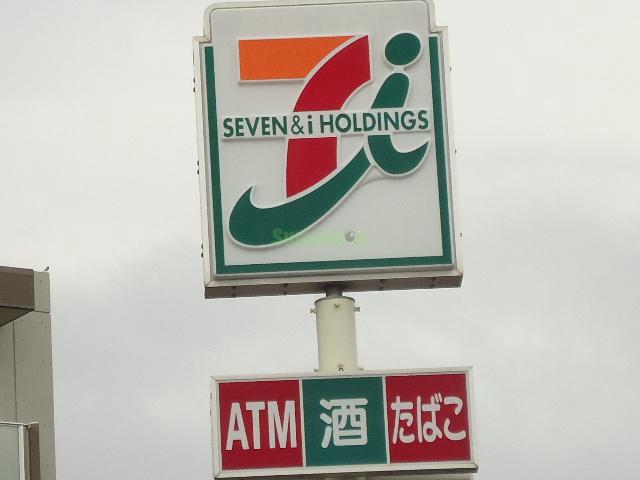 SEVEN & i HOLDINGS
ATM 酒 たばこ